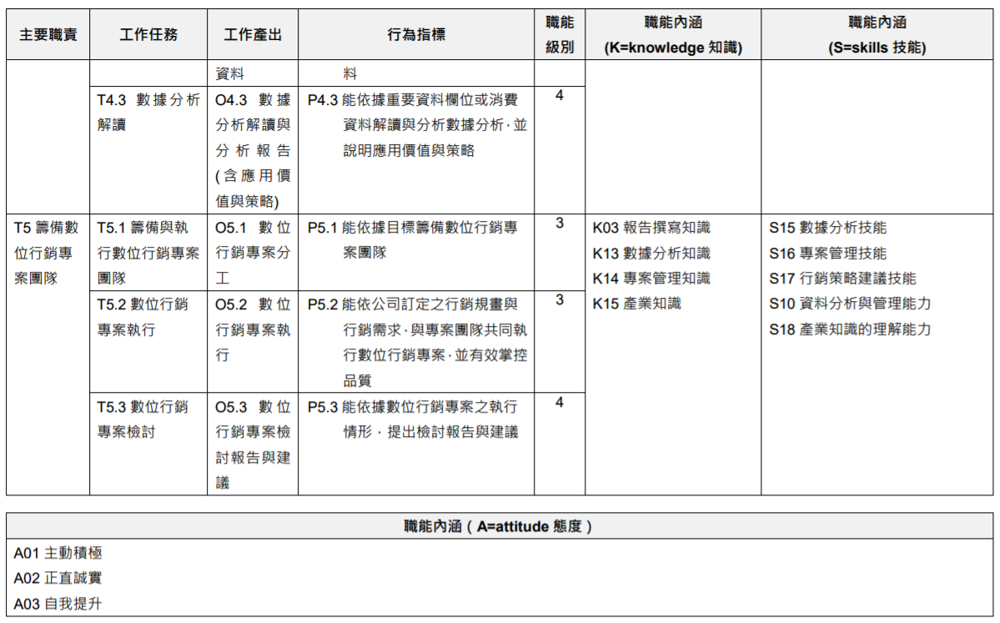 主要職責 工作任務 工作產出 行為指標 職能級別 職能內涵 (K=knowledge 知識) 職能內涵 (S=skills 技能)
資料 料
T4.3 數據分析 O4.3 數據 P4.3 能依據重要資料欄位或消費 4
解讀 分析解讀與 資料解讀與分析數據分析,並
分析報告 說明應用價值與策略
(含應用價
值與策略)
T5 籌備數 T5.1 籌備與執 O5.1 數位 P5.1 能依據目標籌備數位行銷專 3 K03 報告撰寫知識 S15 數據分析技能
位行銷專 行數位行銷專案 行銷專案分 案團隊 K13 數據分析知識 S16 專案管理技能
案團隊 團隊 工 K14 專案管理知識 S17 行銷策略建議技能
T5.2 數位行銷 O5.2 數位 P5.2 能依公司訂定之行銷規畫與 3 K15 產業知識 S10 資料分析與管理能力
專案執行 行銷專案執 行銷需求,與專案團隊共同執 S18 產業知識的理解能力
行 行數位行銷專案,並有效掌控
品質
T5.3 數位行銷 O5.3 數位 P5.3 能依據數位行銷專案之執行 4
專案檢討 行銷專案檢 情形,提出檢討報告與建議
討報告與建
議
職能內涵(A=attitude 態度)
A01 主動積極
A02 正直誠實
A03 自我提升